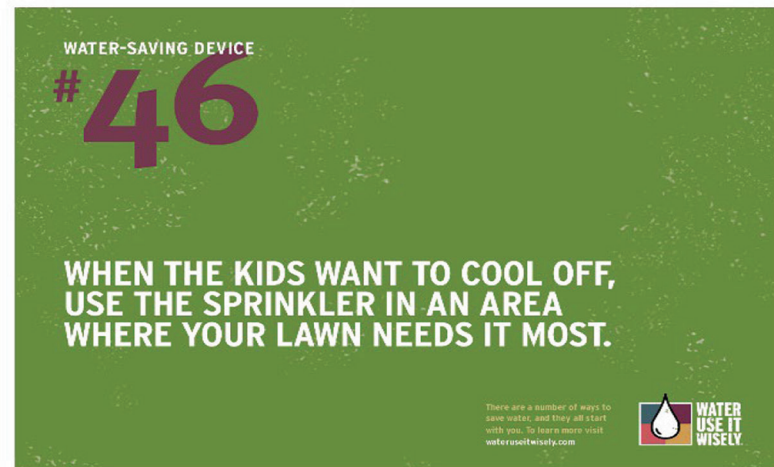 WATER-SAVING DEVICE
#46
WHEN THE KIDS WANT TO COOL OFF,
USE THE SPRINKLER IN AN AREA
WHERE YOUR LAWN NEEDS IT MOST.
There are a number of ways to
save water, and they all start
with you. To learn more visit
wateruseitwisely.com
WATER
USE IT
WISELY